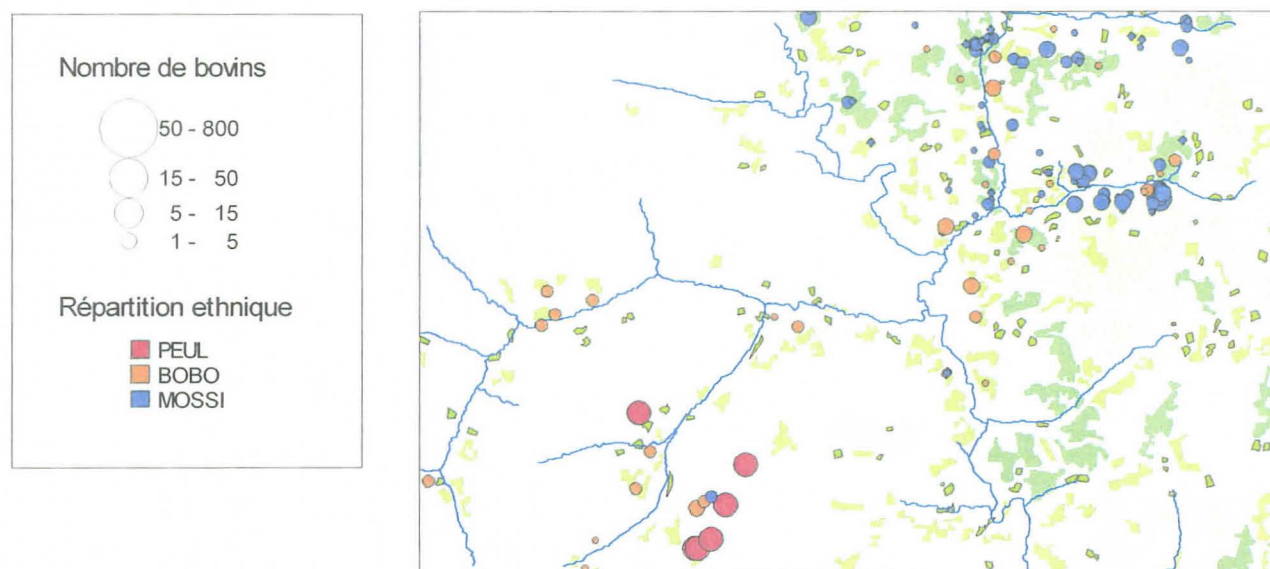 Nombre de bovins
50 - 800
15 - 50
5 - 15
1 - 5
Répartition ethnique
PEUL
BOBO
MOSSI